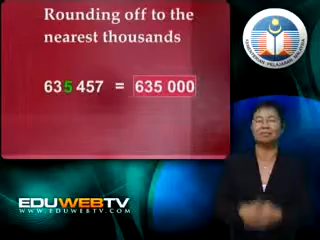 Rounding off to the
nearest thousands
635 457 = 635 000
EDUWEBTV
WWW.EDUWEBTV.COM